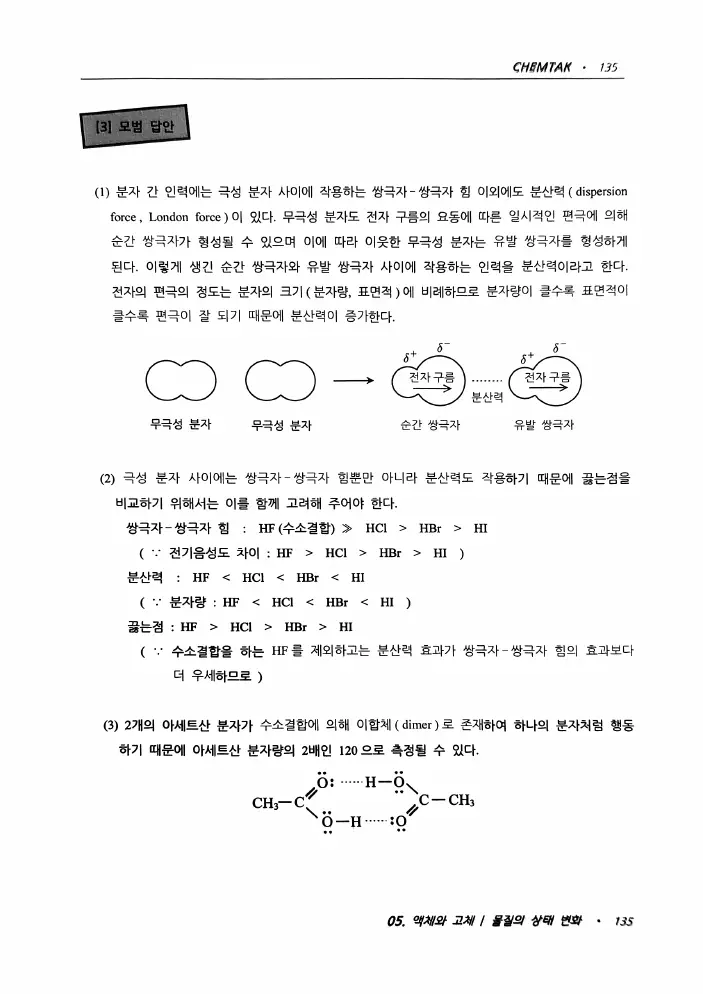 CHEMTAK • 135
[3] 모범 답안
(1) 분자 간 인력에는 극성 분자 사이에 작용하는 쌍극자-쌍극자 힘 이외에도 분산력 ( dispersion
force , London force ) 이 있다. 무극성 분자도 전자 구름의 요동에 따른 일시적인 편극에 의해
순간 쌍극자가 형성될 수 있으며 이에 따라 이웃한 무극성 분자는 유발 쌍극자를 형성하게
된다. 이렇게 생긴 순간 쌍극자와 유발 쌍극자 사이에 작용하는 인력을 분산력이라고 한다.
전자의 편극의 정도는 분자의 크기 ( 분자량, 표면적 ) 에 비례하므로 분자량이 클수록 표면적이
클수록 편극이 잘 되기 때문에 분산력이 증가한다.
δ+ δ- δ+ δ-
전자 구름 전자 구름
분산력
무극성 분자 무극성 분자 순간 쌍극자 유발 쌍극자
(2) 극성 분자 사이에는 쌍극자-쌍극자 힘뿐만 아니라 분산력도 작용하기 때문에 끓는점을
비교하기 위해서는 이를 함께 고려해 주어야 한다.
쌍극자-쌍극자 힘 : HF (수소결합) ≫ HCl > HBr > HI
( ∵ 전기음성도 차이 : HF > HCl > HBr > HI )
분산력 : HF < HCl < HBr < HI
( ∵ 분자량 : HF < HCl < HBr < HI )
끓는점 : HF > HCl > HBr > HI
( ∵ 수소결합을 하는 HF 를 제외하고는 분산력 효과가 쌍극자-쌍극자 힘의 효과보다
더 우세하므로 )
(3) 2개의 아세트산 분자가 수소결합에 의해 이합체 ( dimer ) 로 존재하여 하나의 분자처럼 행동
하기 때문에 아세트산 분자량의 2배인 120 으로 측정될 수 있다.
O: ······ H—O
CH3—C C—CH3
O—H ······ :O
05. 액체와 고체 / 물질의 상태 변화 • 135